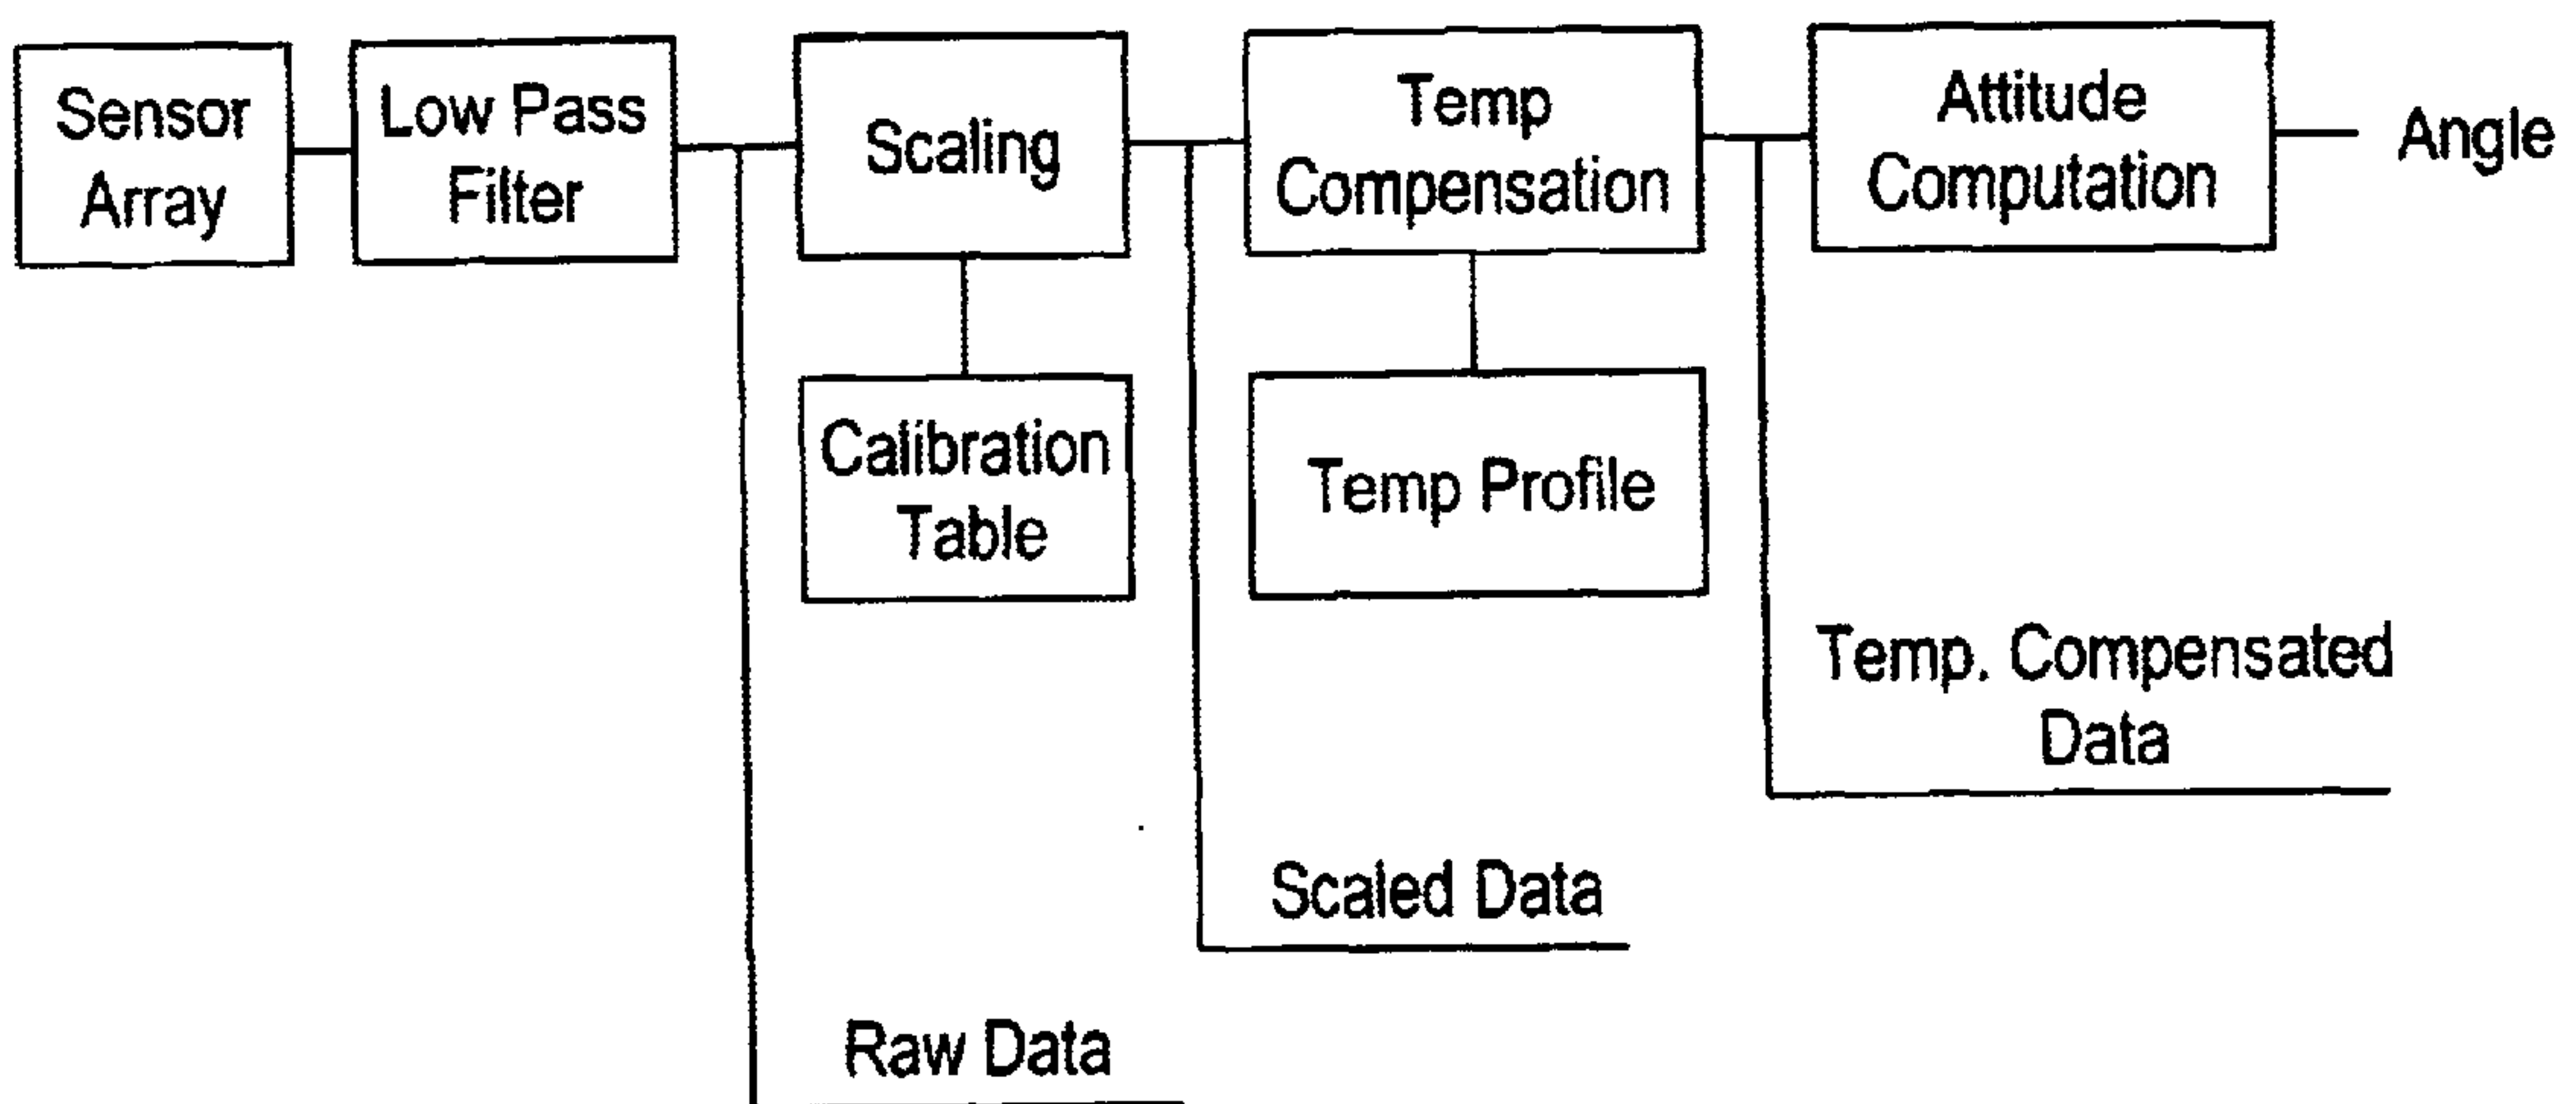 Sensor
Array
Low Pass
Filter
Scaling
Temp
Compensation
Attitude
Computation
Angle
Calibration
Table
Temp Profile
Temp. Compensated
Data
Scaled Data
Raw Data